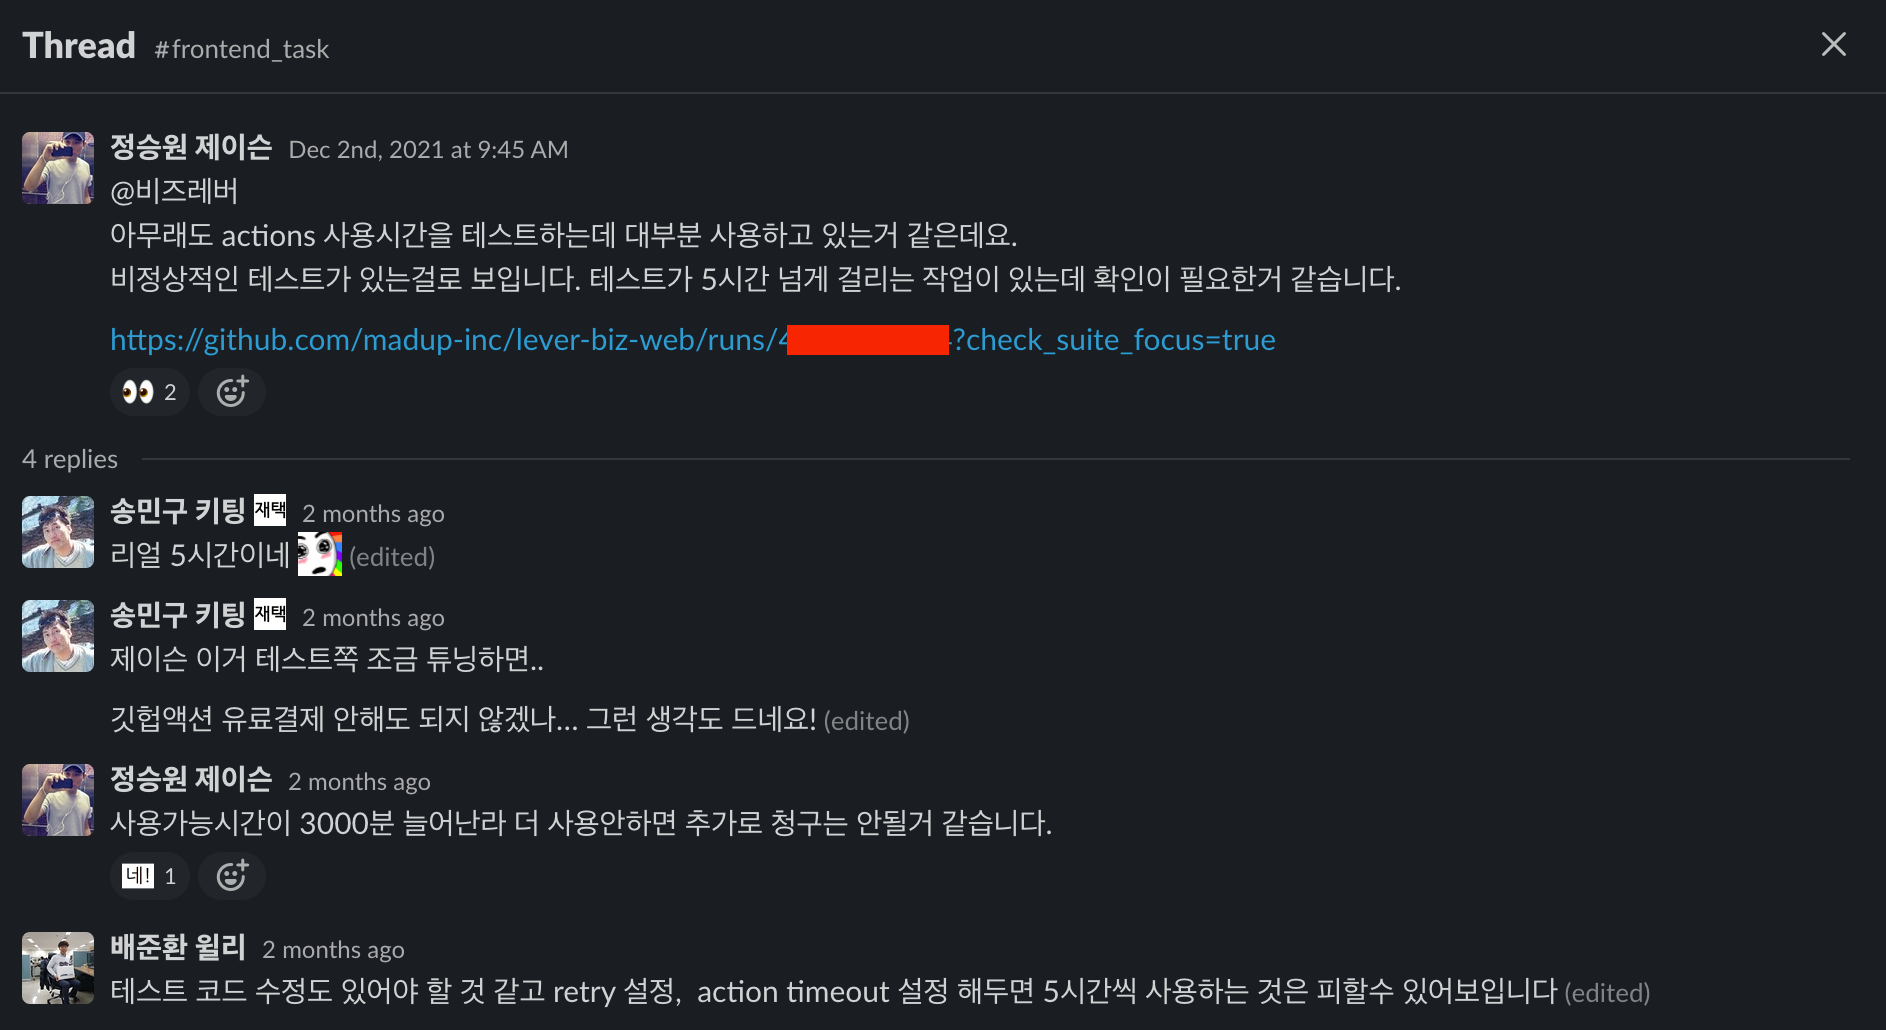 Thread #frontend_task
정승원 제이슨 Dec 2nd, 2021 at 9:45 AM
@비즈레버
아무래도 actions 사용시간을 테스트하는데 대부분 사용하고 있는거 같은데요.
비정상적인 테스트가 있는걸로 보입니다. 테스트가 5시간 넘게 걸리는 작업이 있는데 확인이 필요한거 같습니다.
https://github.com/madup-inc/lever-biz-web/runs/4 ?check_suite_focus=true
2
4 replies
송민구 키팅 재택 2 months ago
리얼 5시간이네 (edited)
송민구 키팅 재택 2 months ago
제이슨 이거 테스트쪽 조금 튜닝하면..
깃헙액션 유료결제 안해도 되지 않겠나... 그런 생각도 드네요! (edited)
정승원 제이슨 2 months ago
사용가능시간이 3000분 늘어난라 더 사용안하면 추가로 청구는 안될거 같습니다.
네! 1
배준환 윌리 2 months ago
테스트 코드 수정도 있어야 할 것 같고 retry 설정, action timeout 설정 해두면 5시간씩 사용하는 것은 피할수 있어보입니다 (edited)